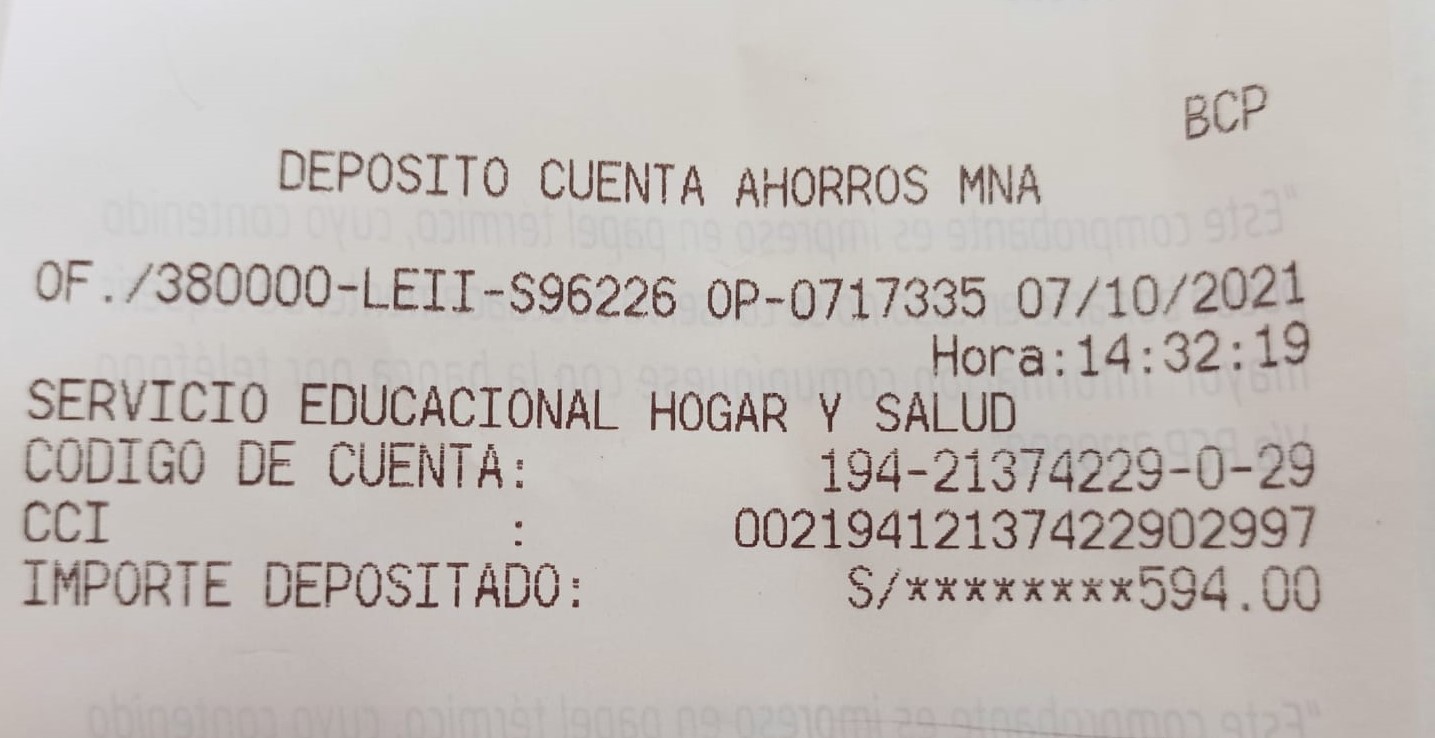 BCP
DEPOSITO CUENTA AHORROS MNA
OF./380000-LEII-S96226 OP-0717335 07/10/2021
Hora:14:32:19
SERVICIO EDUCACIONAL HOGAR Y SALUD
CODIGO DE CUENTA: 194-21374229-0-29
CCI : 00219412137422902997
IMPORTE DEPOSITADO: S/********594.00